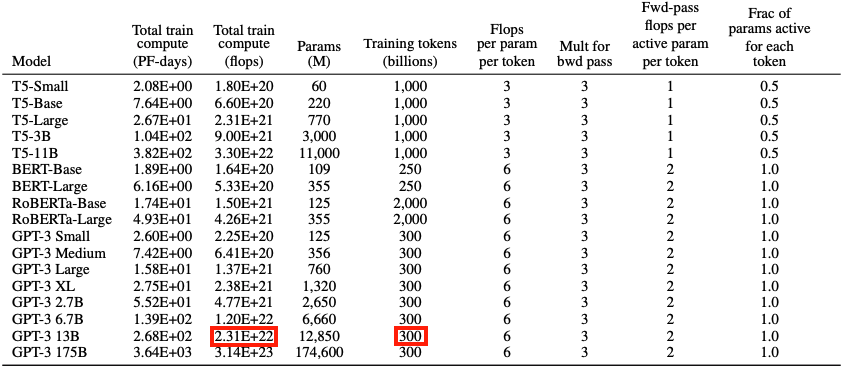 Model Total train compute (PF-days) Total train compute (flops) Params (M) Training tokens (billions) Flops per param per token Mult for bwd pass Fwd-pass flops per active param per token Frac of params active for each token
T5-Small 2.08E+00 1.80E+20 60 1,000 3 3 1 0.5
T5-Base 7.64E+00 6.60E+20 220 1,000 3 3 1 0.5
T5-Large 2.67E+01 2.31E+21 770 1,000 3 3 1 0.5
T5-3B 1.04E+02 9.00E+21 3,000 1,000 3 3 1 0.5
T5-11B 3.82E+02 3.30E+22 11,000 1,000 3 3 1 0.5
BERT-Base 1.89E+00 1.64E+20 109 250 6 3 2 1.0
BERT-Large 6.16E+00 5.33E+20 355 250 6 3 2 1.0
RoBERTa-Base 1.74E+01 1.50E+21 125 2,000 6 3 2 1.0
RoBERTa-Large 4.93E+01 4.26E+21 355 2,000 6 3 2 1.0
GPT-3 Small 2.60E+00 2.25E+20 125 300 6 3 2 1.0
GPT-3 Medium 7.42E+00 6.41E+20 356 300 6 3 2 1.0
GPT-3 Large 1.58E+01 1.37E+21 760 300 6 3 2 1.0
GPT-3 XL 2.75E+01 2.38E+21 1,320 300 6 3 2 1.0
GPT-3 2.7B 5.52E+01 4.77E+21 2,650 300 6 3 2 1.0
GPT-3 6.7B 1.39E+02 1.20E+22 6,660 300 6 3 2 1.0
GPT-3 13B 2.68E+02 2.31E+22 12,850 300 6 3 2 1.0
GPT-3 175B 3.64E+03 3.14E+23 174,600 300 6 3 2 1.0